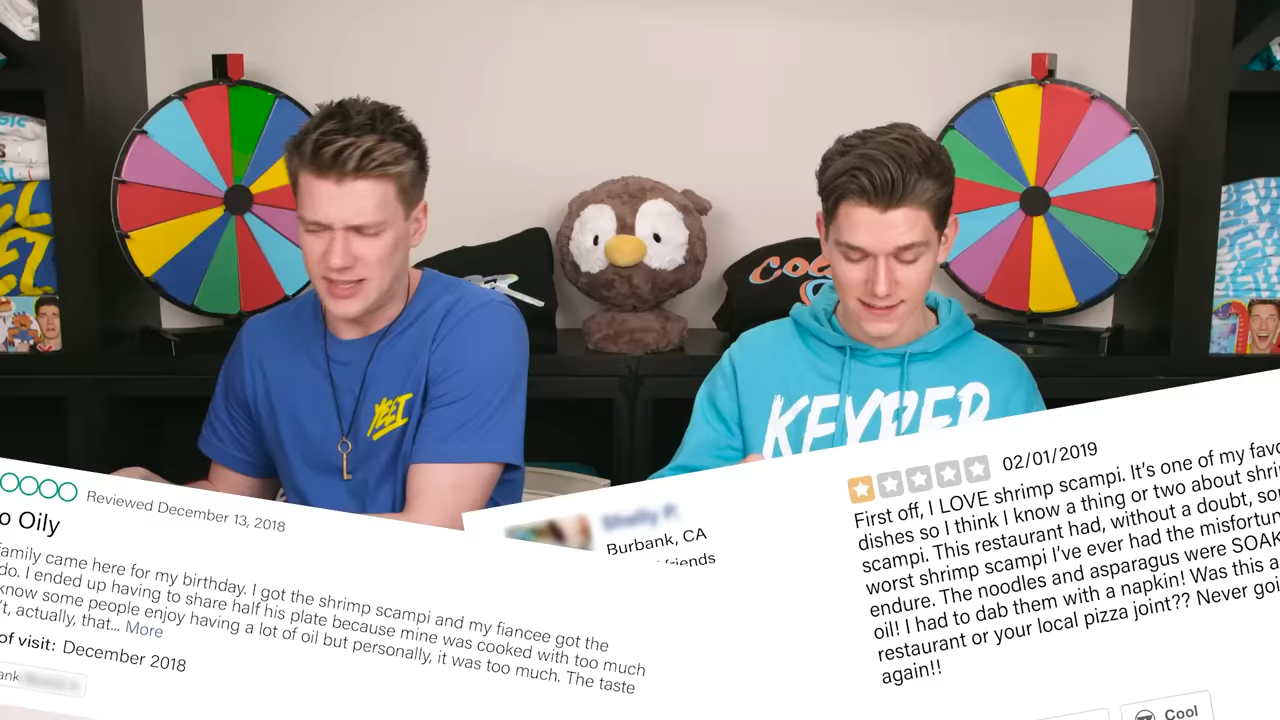 YEET
KEYPER
COO
Reviewed December 13, 2018
o Oily
family came here for my birthday. I got the shrimp scampi and my fiancee got the
do. I ended up having to share half his plate because mine was cooked with too much
know some people enjoy having a lot of oil but personally, it was too much. The taste
't, actually, that... More
of visit: December 2018
ank
Burbank, CA
friends
02/01/2019
First off, I LOVE shrimp scampi. It's one of my favo
dishes so I think I know a thing or two about shri
scampi. This restaurant had, without a doubt, so
worst shrimp scampi I've ever had the misfortun
endure. The noodles and asparagus were SOAK
oil! I had to dab them with a napkin! Was this a
restaurant or your local pizza joint?? Never goi
again!!
Cool